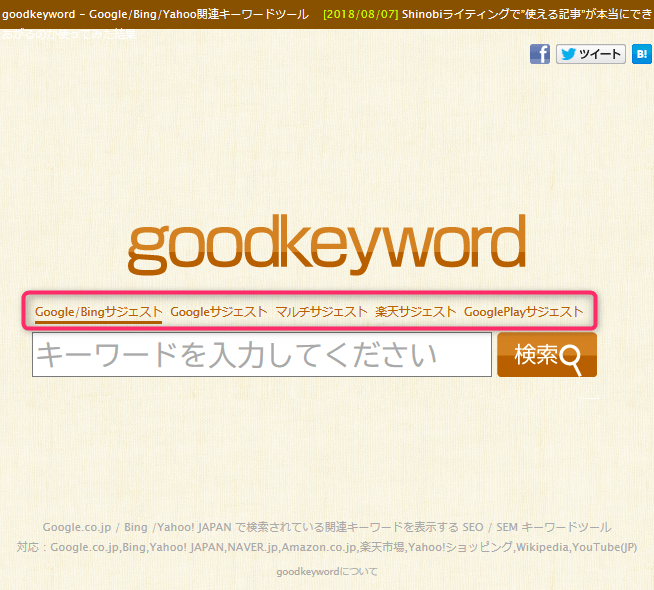 goodkeyword - Google/Bing/Yahoo関連キーワードツール [2018/08/07] Shinobiライティングで"使える記事"が本当にでき
ツイート B!
goodkeyword
Google/Bingサジェスト Googleサジェスト マルチサジェスト 楽天サジェスト GooglePlayサジェスト
キーワードを入力してください 検索
Google.co.jp / Bing /Yahoo! JAPAN で検索されている関連キーワードを表示する SEO / SEM キーワードツール
対応：Google.co.jp,Bing,Yahoo! JAPAN,NAVER.jp,Amazon.co.jp,楽天市場,Yahoo!ショッピング,Wikipedia,YouTube(JP)
goodkeywordについて